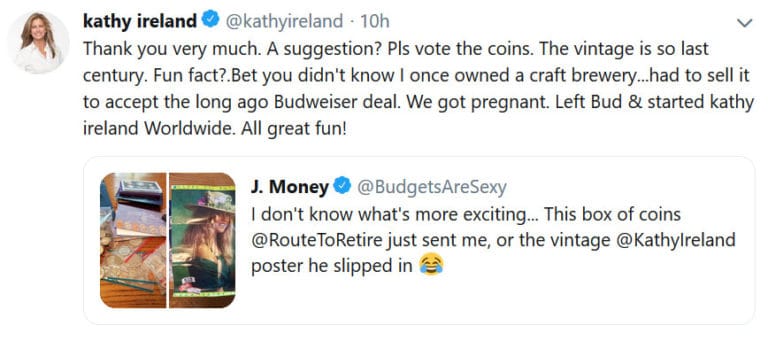 kathy ireland @kathyireland · 10h
Thank you very much. A suggestion? Pls vote the coins. The vintage is so last
century. Fun fact?.Bet you didn't know I once owned a craft brewery...had to sell it
to accept the long ago Budweiser deal. We got pregnant. Left Bud & started kathy
ireland Worldwide. All great fun!
J. Money @BudgetsAreSexy
I don't know what's more exciting... This box of coins
@RouteToRetire just sent me, or the vintage @KathyIreland
poster he slipped in 😂